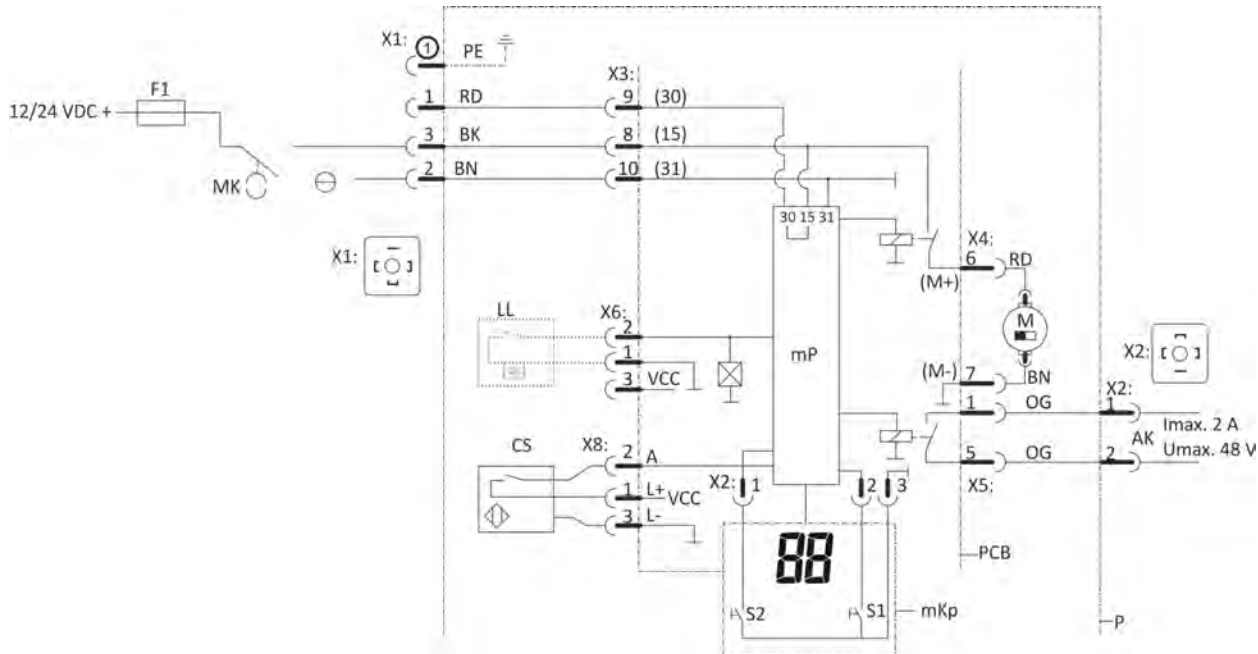 X1: 1 PE
X3:
F1
12/24 VDC +
1 RD 9 (30)
3 BK 8 (15)
MK
2 BN 10 (31)
30 15 31
X1:
X4:
6 RD
(M+)
LL X6:
2
M
1
mP
X2:
3 VCC
(M-) 7 BN
X2:
1 OG 1
Imax. 2 A
CS X8: 2 A
AK
Umax. 48 V
5 OG 2
X2: 1 2 3
X5:
1 L+ VCC
3 L-
88
PCB
S2 S1 mKp
P